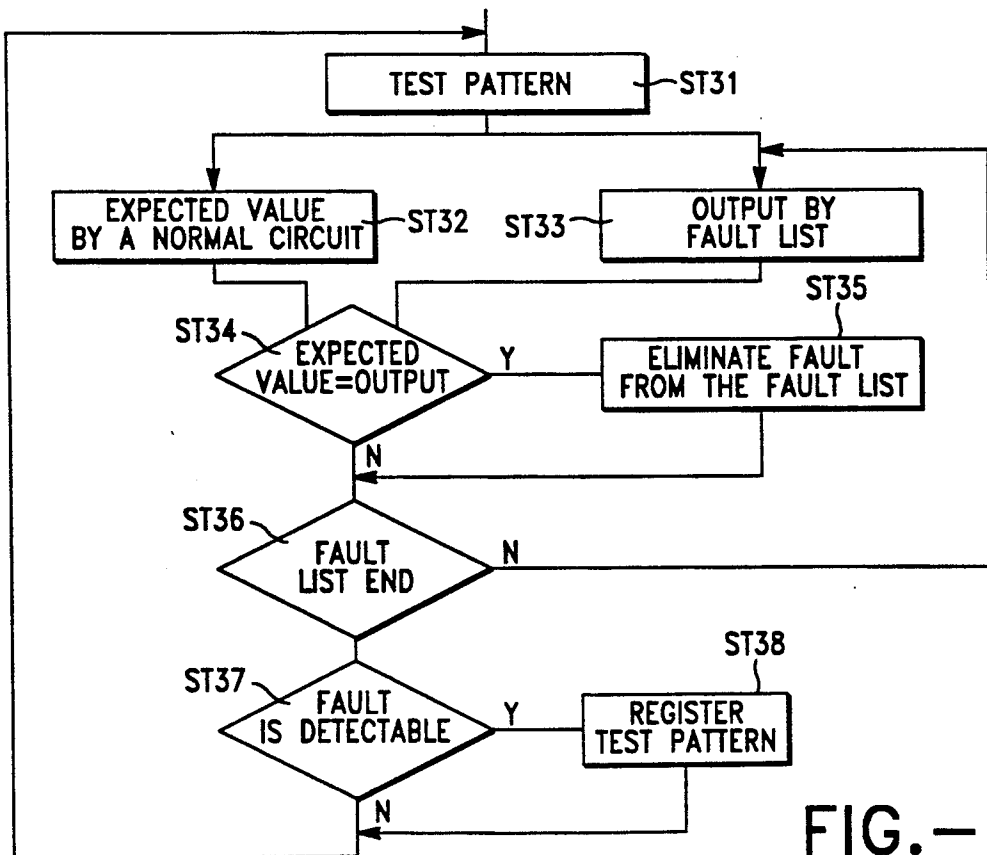 TEST PATTERN
ST31
EXPECTED VALUE
BY A NORMAL CIRCUIT
ST32
ST33
OUTPUT BY
FAULT LIST
ST34
EXPECTED
VALUE=OUTPUT
Y
ST35
ELIMINATE FAULT
FROM THE FAULT LIST
N
ST36
FAULT
LIST END
N
ST37
FAULT
IS DETECTABLE
Y
ST38
REGISTER
TEST PATTERN
N
FIG.—